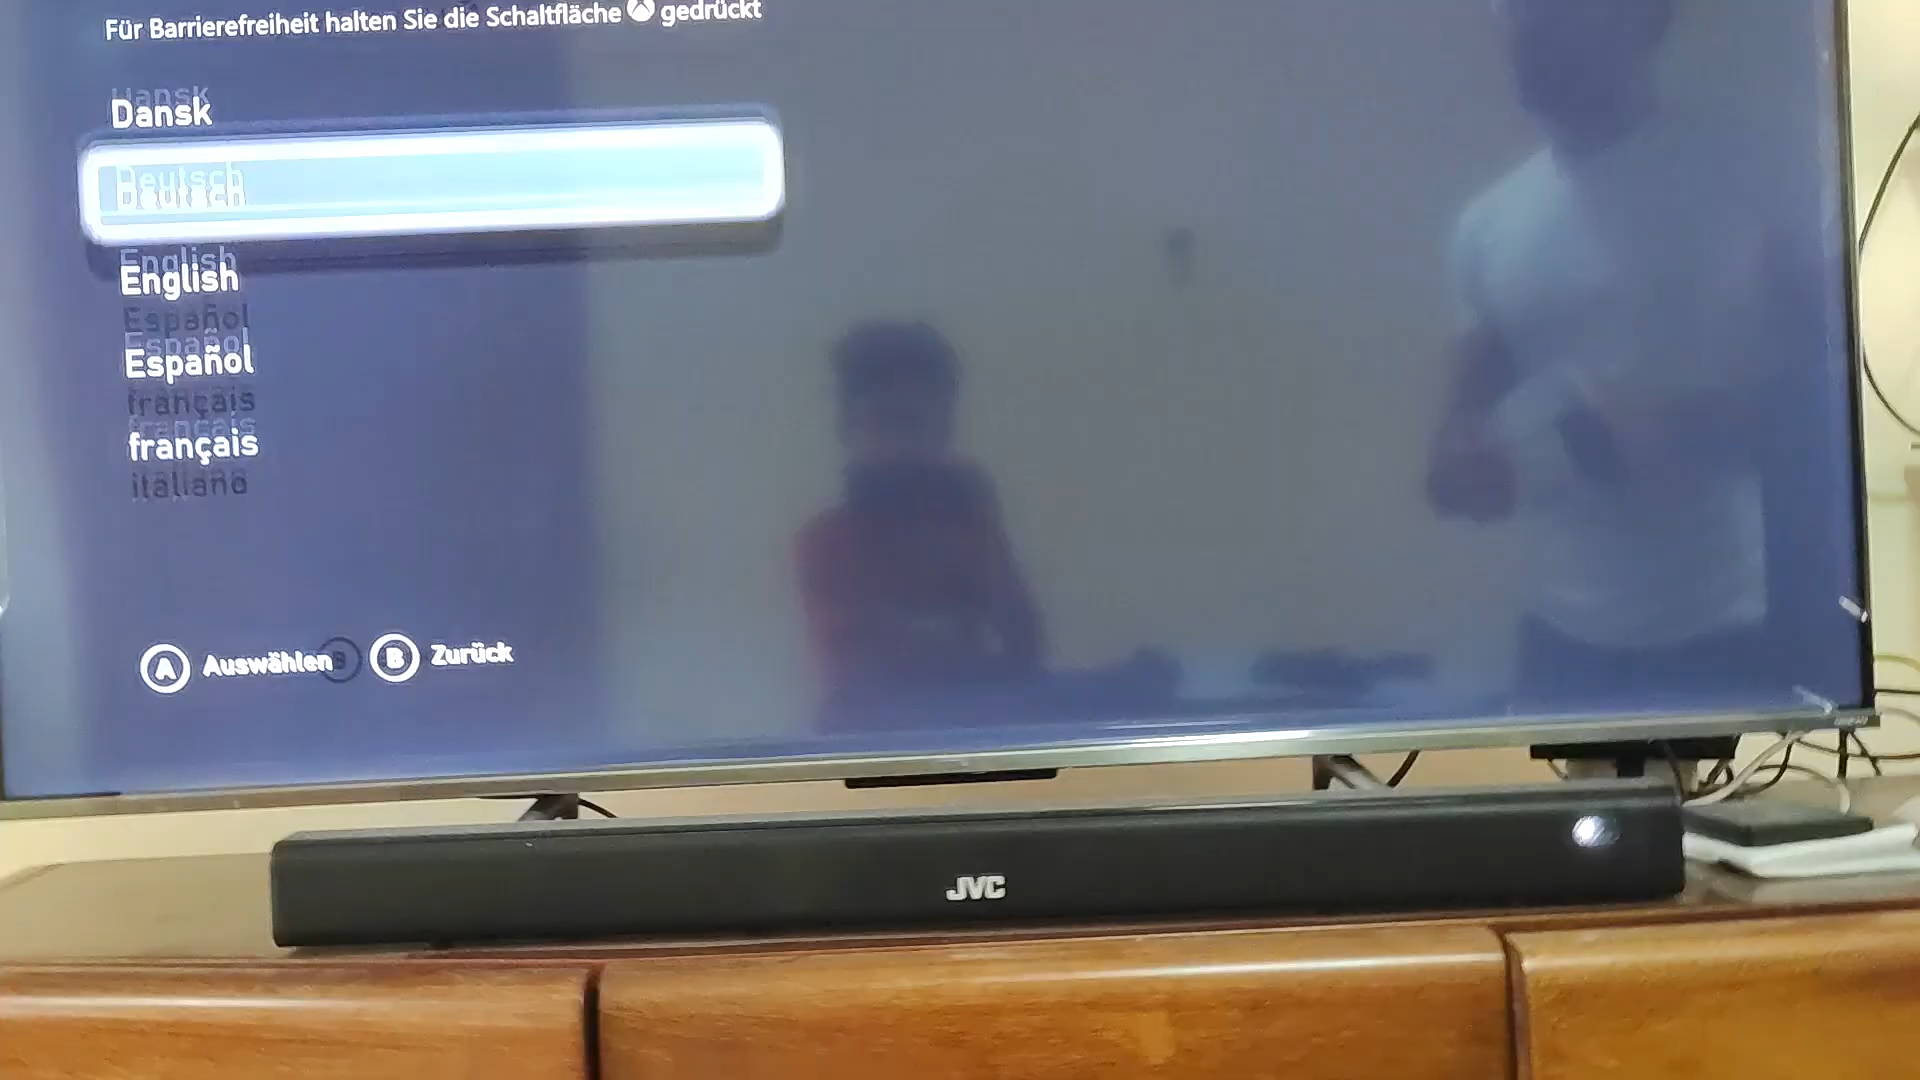 Für Barrierefreiheit halten Sie die Schaltfläche gedrückt
Dansk
Deutsch
English
Español
français
italiano
A Auswählen B Zurück
JVC